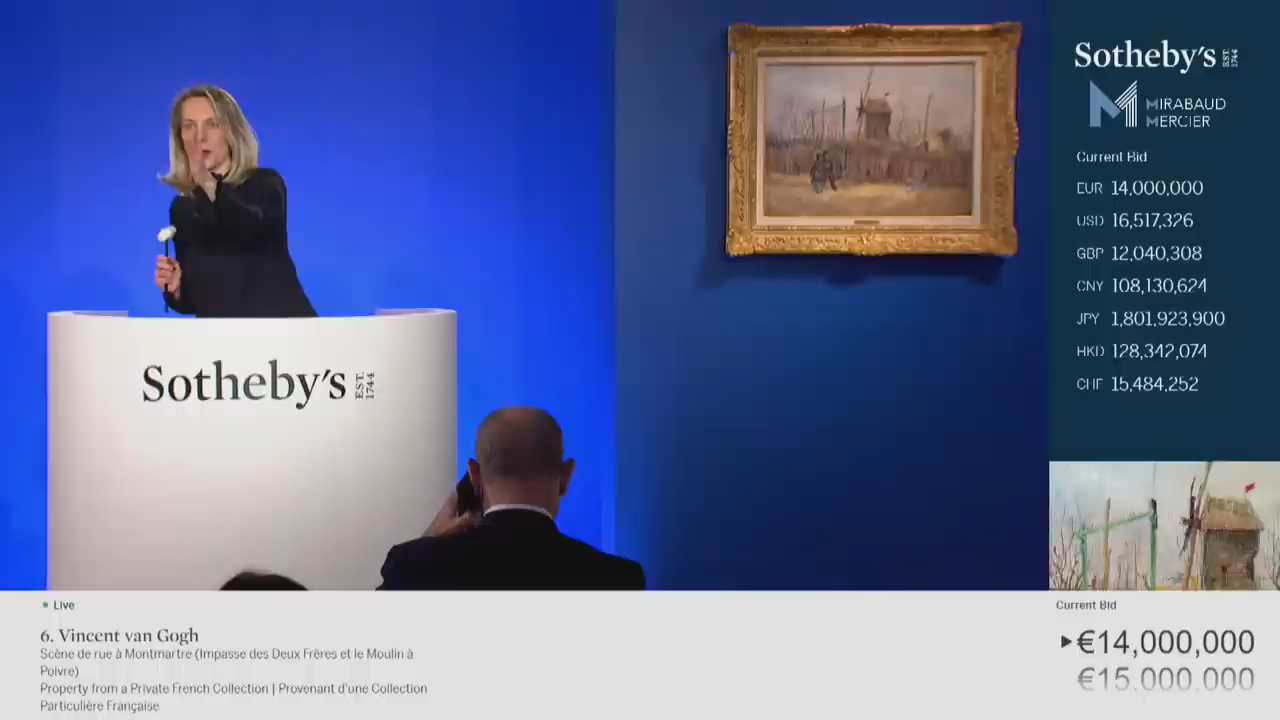 Sotheby's EST. 1744
MIRABAUD
MERCIER
Current Bid
EUR 14,000,000
USD 16,517,326
GBP 12,040,308
CNY 108,130,624
JPY 1,801,923,900
HKD 128,342,074
CHF 15,484,252
Sotheby's EST. 1744
Live
6. Vincent van Gogh
Scène de rue à Montmartre (Impasse des Deux Frères et le Moulin à
Poivre)
Property from a Private French Collection | Provenant d'une Collection
Particulière Française
Current Bid
€14,000,000
€15,000,000